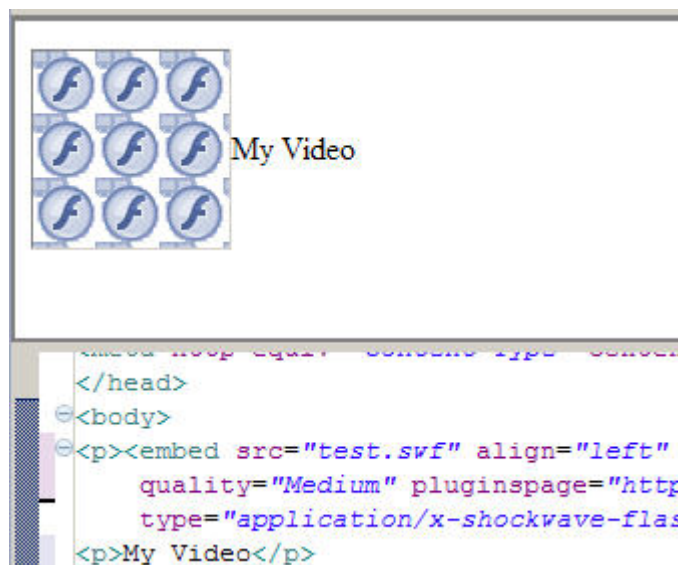 My Video
</head>
<body>
<p><embed src="test.swf" align="left"
quality="Medium" pluginspage="http
type="application/x-shockwave-flas
<p>My Video</p>